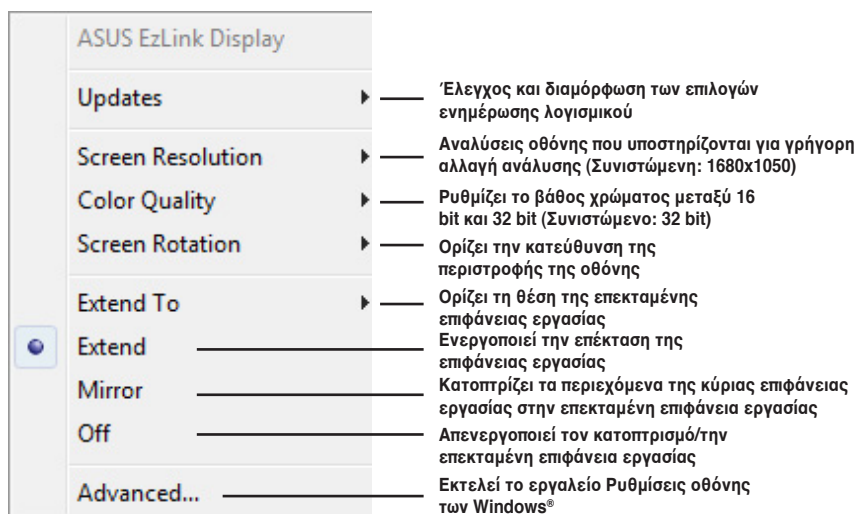 ASUS EzLink Display
Updates
Έλεγχος και διαμόρφωση των επιλογών
ενημέρωσης λογισμικού
Screen Resolution
Αναλύσεις οθόνης που υποστηρίζονται για γρήγορη
αλλαγή ανάλυσης (Συνιστώμενη: 1680x1050)
Color Quality
Ρυθμίζει το βάθος χρώματος μεταξύ 16
bit και 32 bit (Συνιστώμενο: 32 bit)
Screen Rotation
Ορίζει την κατεύθυνση της
περιστροφής της οθόνης
Extend To
Ορίζει τη θέση της επεκταμένης
επιφάνειας εργασίας
Extend
Ενεργοποιεί την επέκταση της
επιφάνειας εργασίας
Mirror
Κατοπτρίζει τα περιεχόμενα της κύριας επιφάνειας
εργασίας στην επεκταμένη επιφάνεια εργασίας
Off
Απενεργοποιεί τον κατοπτρισμό/την
επεκταμένη επιφάνεια εργασίας
Advanced...
Εκτελεί το εργαλείο Ρυθμίσεις οθόνης
των Windows®